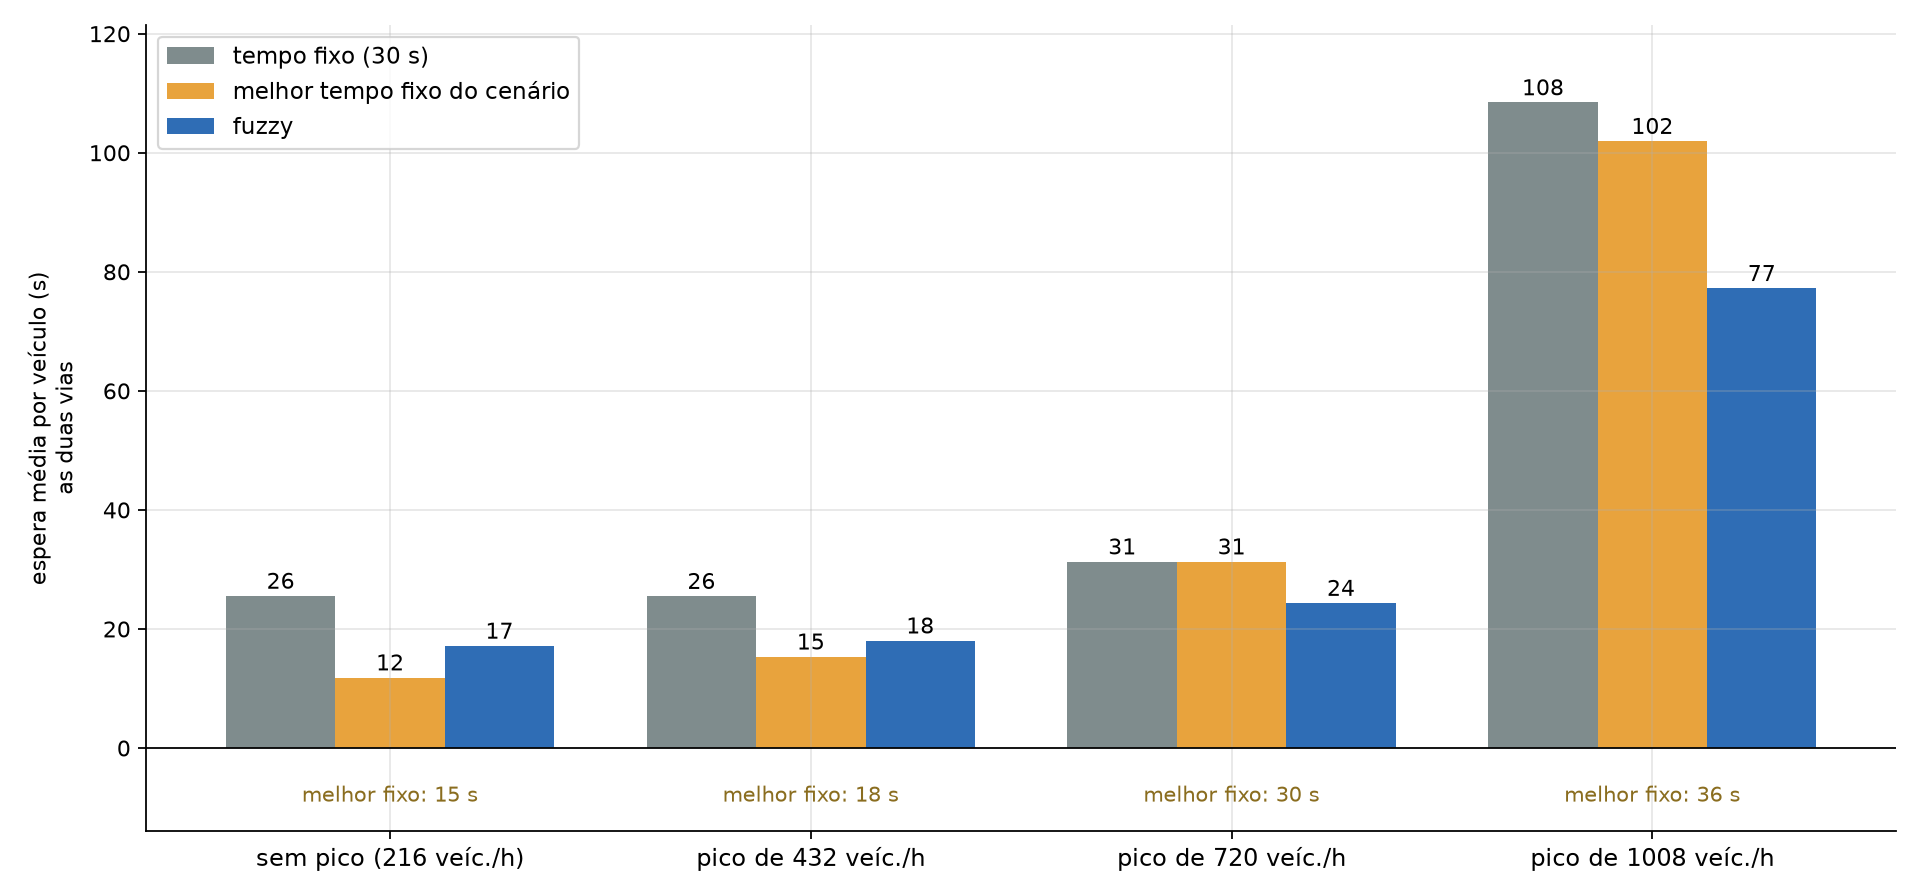 120
100
80
60
40
20
0
espera média por veículo (s)
as duas vias
tempo fixo (30 s)
melhor tempo fixo do cenário
fuzzy
26
12
17
26
15
18
31
31
24
108
102
77
melhor fixo: 15 s
melhor fixo: 18 s
melhor fixo: 30 s
melhor fixo: 36 s
sem pico (216 veíc./h)
pico de 432 veíc./h
pico de 720 veíc./h
pico de 1008 veíc./h